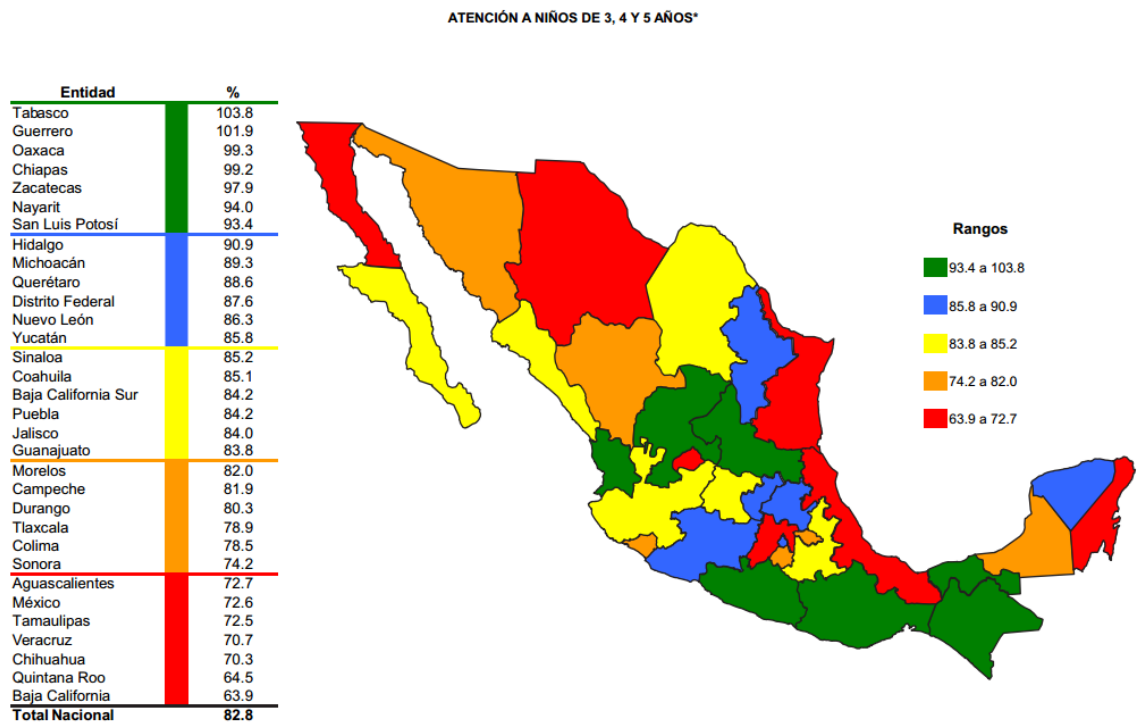 ATENCIÓN A NIÑOS DE 3, 4 Y 5 AÑOS*
Entidad %
Tabasco 103.8
Guerrero 101.9
Oaxaca 99.3
Chiapas 99.2
Zacatecas 97.9
Nayarit 94.0
San Luis Potosí 93.4
Hidalgo 90.9
Michoacán 89.3
Querétaro 88.6
Distrito Federal 87.6
Nuevo León 86.3
Yucatán 85.8
Sinaloa 85.2
Coahuila 85.1
Baja California Sur 84.2
Puebla 84.2
Jalisco 84.0
Guanajuato 83.8
Morelos 82.0
Campeche 81.9
Durango 80.3
Tlaxcala 78.9
Colima 78.5
Sonora 74.2
Aguascalientes 72.7
México 72.6
Tamaulipas 72.5
Veracruz 70.7
Chihuahua 70.3
Quintana Roo 64.5
Baja California 63.9
Total Nacional 82.8
Rangos
93.4 a 103.8
85.8 a 90.9
83.8 a 85.2
74.2 a 82.0
63.9 a 72.7